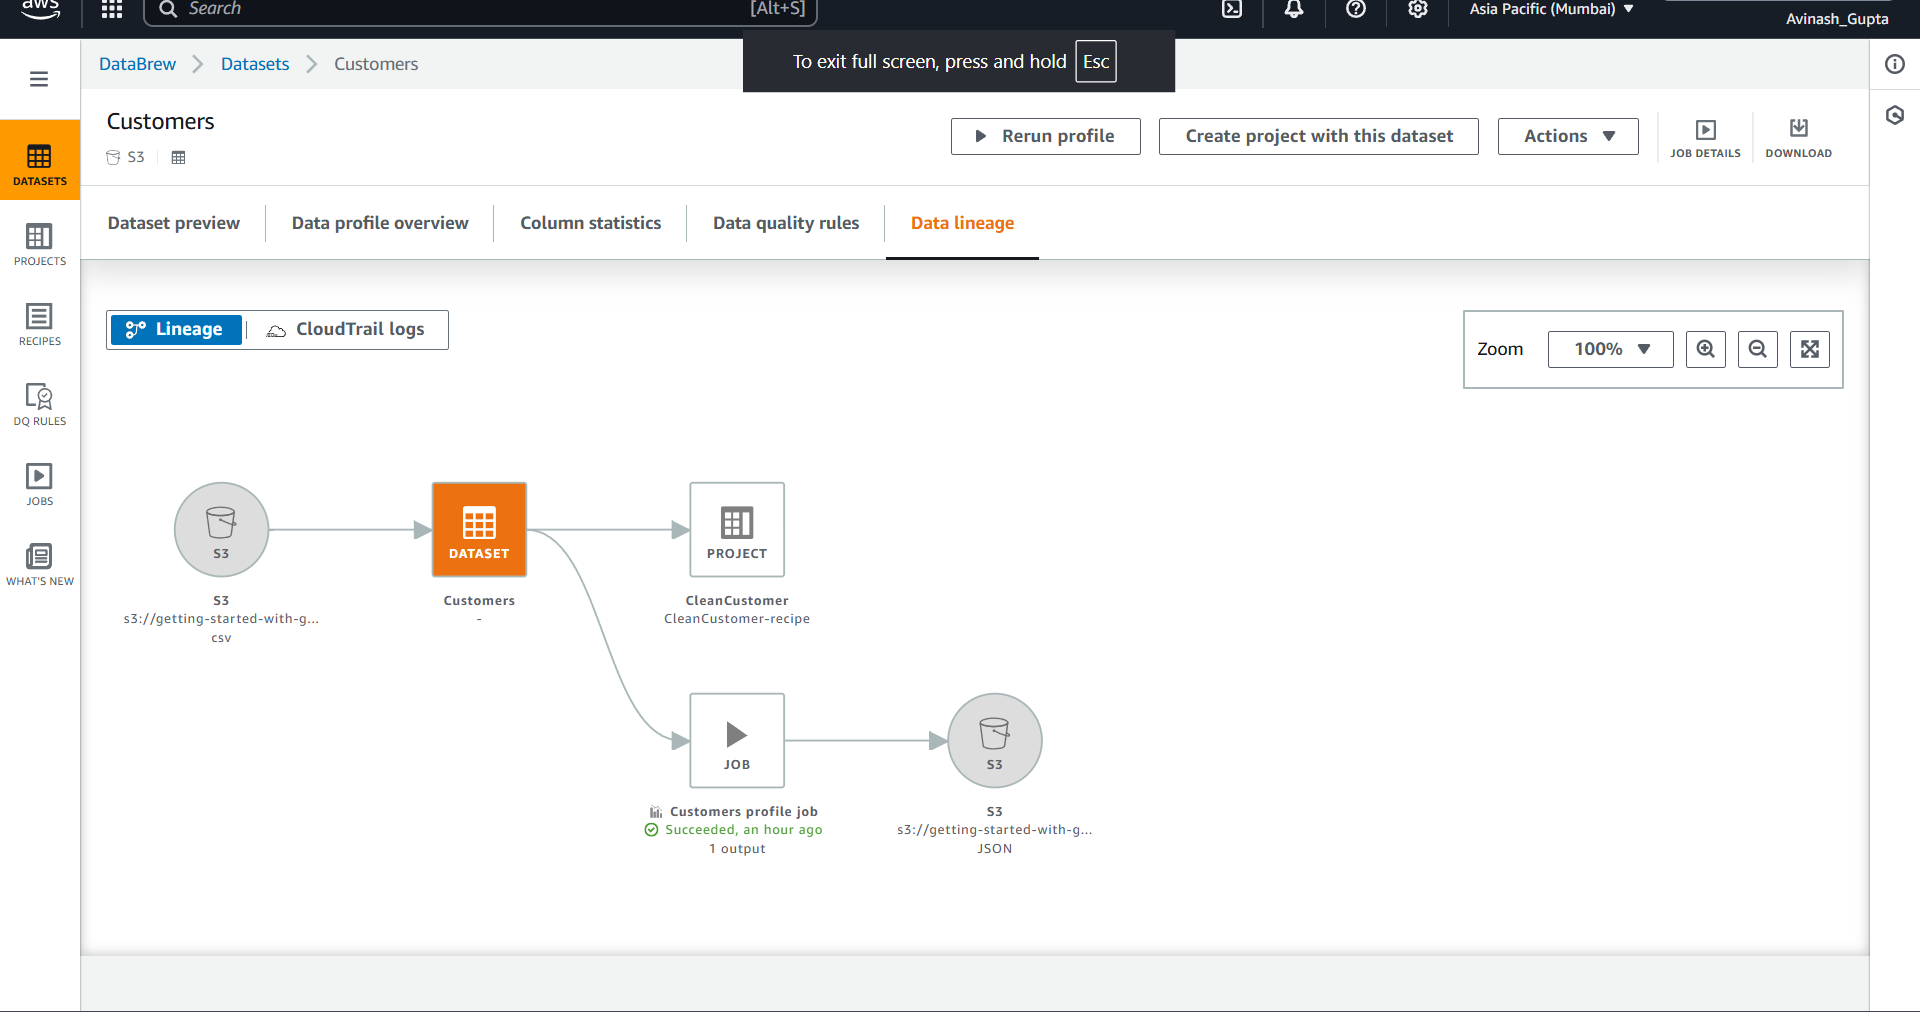 aws
Search
[Alt+S]
Asia Pacific (Mumbai)
Avinash_Gupta
To exit full screen, press and hold Esc
DataBrew
Datasets
Customers
Customers
S3
Rerun profile
Create project with this dataset
Actions
JOB DETAILS
DOWNLOAD
DATASETS
PROJECTS
RECIPES
DQ RULES
JOBS
WHAT'S NEW
Dataset preview
Data profile overview
Column statistics
Data quality rules
Data lineage
Lineage
CloudTrail logs
Zoom
100%
S3
S3
s3://getting-started-with-g...
csv
DATASET
Customers
-
PROJECT
CleanCustomer
CleanCustomer-recipe
JOB
Customers profile job
Succeeded, an hour ago
1 output
S3
S3
s3://getting-started-with-g...
JSON